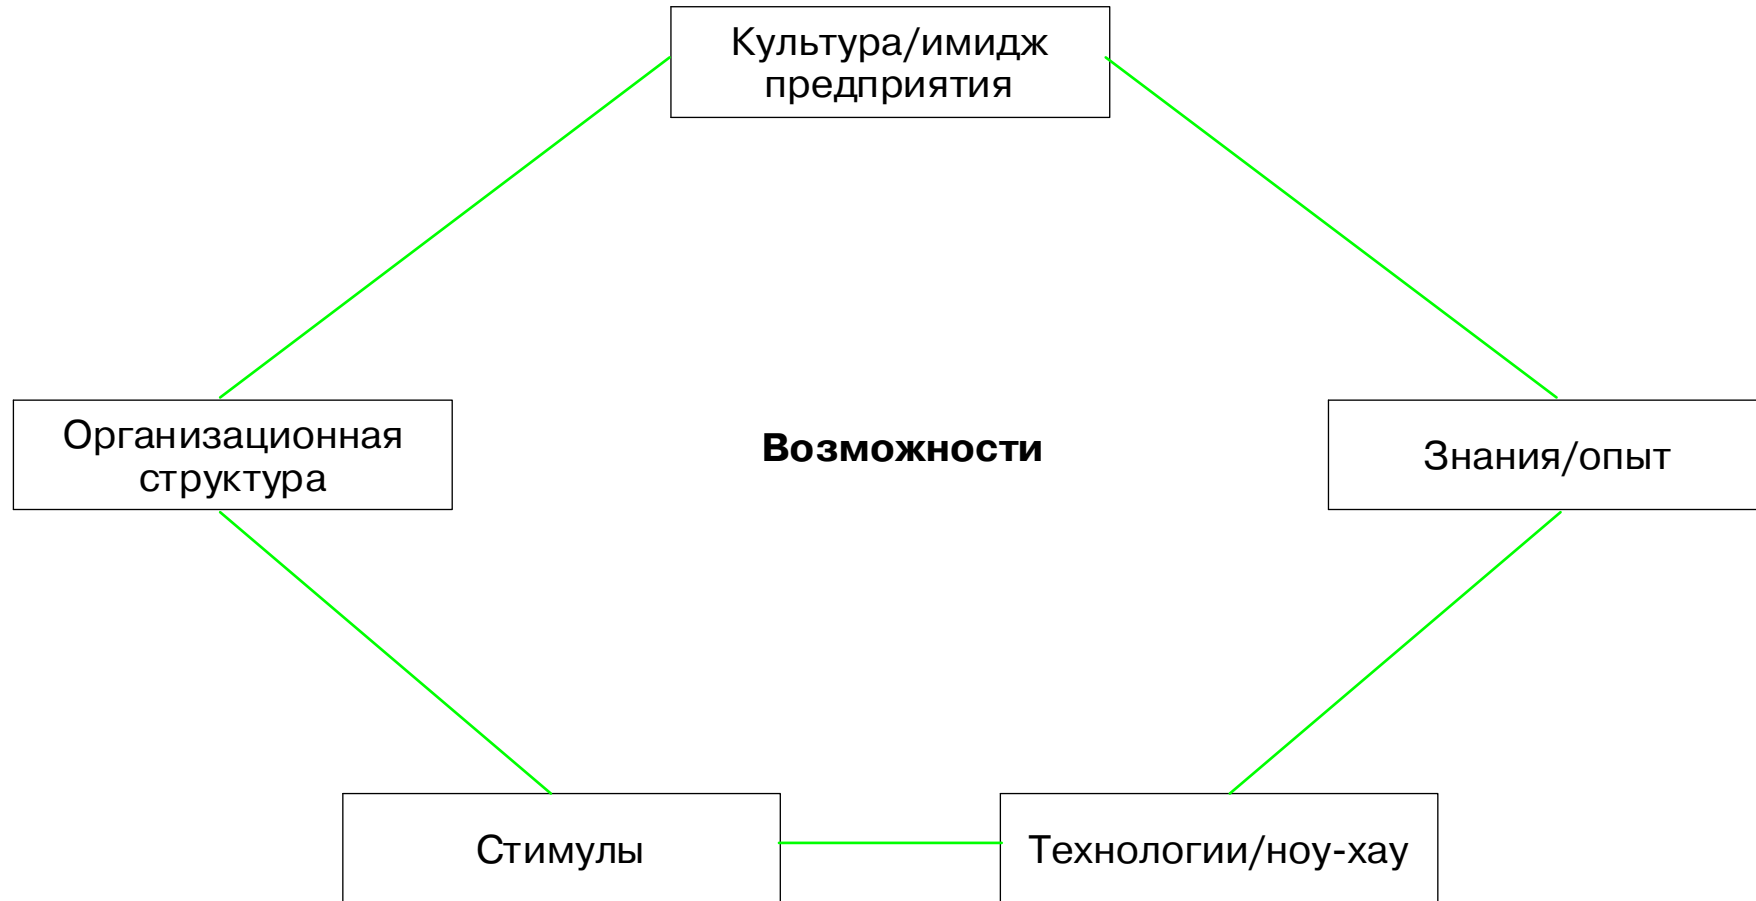 Культура/имидж
предприятия
Организационная
структура
Возможности
Знания/опыт
Стимулы
Технологии/ноу-хау